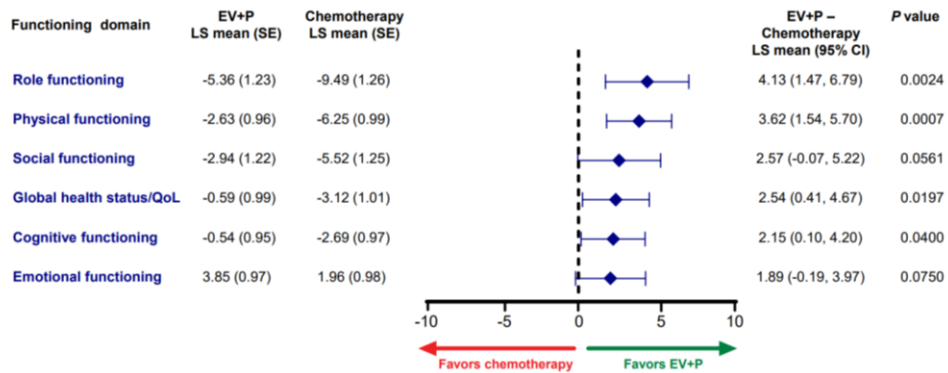 Functioning domain EV+P LS mean (SE) Chemotherapy LS mean (SE) EV+P – Chemotherapy LS mean (95% CI) P value
Role functioning -5.36 (1.23) -9.49 (1.26) 4.13 (1.47, 6.79) 0.0024
Physical functioning -2.63 (0.96) -6.25 (0.99) 3.62 (1.54, 5.70) 0.0007
Social functioning -2.94 (1.22) -5.52 (1.25) 2.57 (-0.07, 5.22) 0.0561
Global health status/QoL -0.59 (0.99) -3.12 (1.01) 2.54 (0.41, 4.67) 0.0197
Cognitive functioning -0.54 (0.95) -2.69 (0.97) 2.15 (0.10, 4.20) 0.0400
Emotional functioning 3.85 (0.97) 1.96 (0.98) 1.89 (-0.19, 3.97) 0.0750
-10 -5 0 5 10
Favors chemotherapy Favors EV+P